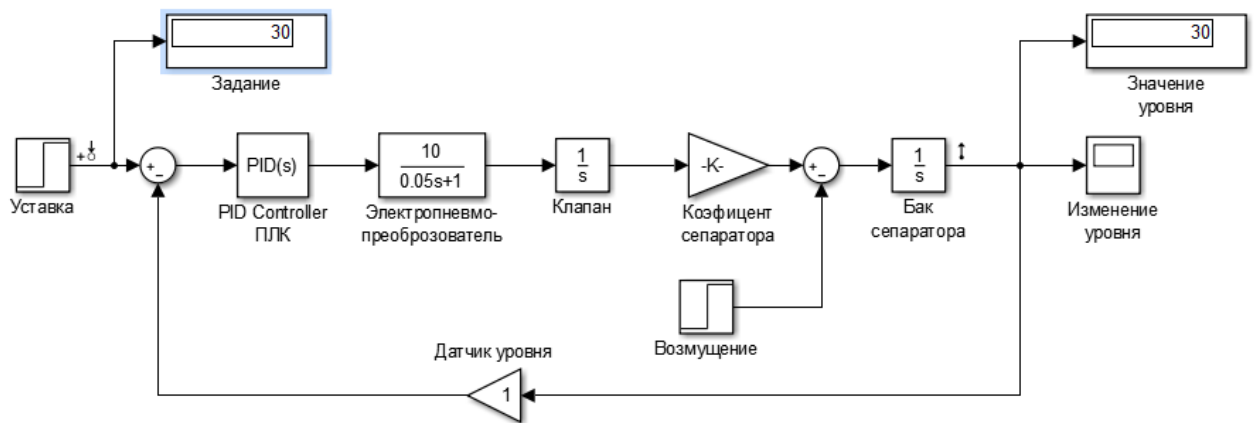 30
Задание
30
Значение
уровня
Уставка
+
-
PID(s)
PID Controller
ПЛК
10
0.05s+1
Электропневмо-
преоброзователь
1
s
Клапан
-K-
Коэфицент
сепаратора
+
-
1
s
Бак
сепаратора
Изменение
уровня
Возмущение
Датчик уровня
1